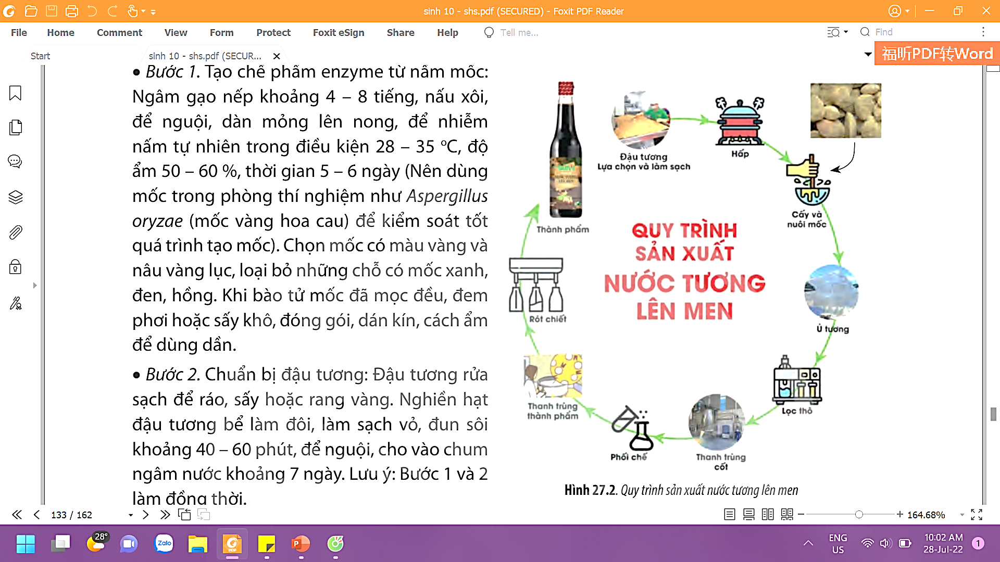 sinh 10 - shs.pdf (SECURED) - Foxit PDF Reader
File Home Comment View Form Protect Foxit eSign Share Help Tell me... Find
Start sinh 10 - shs.pdf (SECUR...
福昕PDF转Word
• Bước 1. Tạo chế phẩm enzyme từ nấm mốc:
Ngâm gạo nếp khoảng 4 – 8 tiếng, nấu xôi,
để nguội, dàn mỏng lên nong, để nhiễm
nấm tự nhiên trong điều kiện 28 – 35 °C, độ
ẩm 50 – 60 %, thời gian 5 – 6 ngày (Nên dùng
mốc trong phòng thí nghiệm như Aspergillus
oryzae (mốc vàng hoa cau) để kiểm soát tốt
quá trình tạo mốc). Chọn mốc có màu vàng và
nâu vàng lục, loại bỏ những chỗ có mốc xanh,
đen, hồng. Khi bào tử mốc đã mọc đều, đem
phơi hoặc sấy khô, đóng gói, dán kín, cách ẩm
để dùng dần.
• Bước 2. Chuẩn bị đậu tương: Đậu tương rửa
sạch để ráo, sấy hoặc rang vàng. Nghiền hạt
đậu tương bể làm đôi, làm sạch vỏ, đun sôi
khoảng 40 – 60 phút, để nguội, cho vào chum
ngâm nước khoảng 7 ngày. Lưu ý: Bước 1 và 2
làm đồng thời.
Đậu tương
Lựa chọn và làm sạch
Hấp
Cấy và
nuôi mốc
Ủ tương
Lọc thô
Thanh trùng
cốt
Phối chế
Thanh trùng
thành phẩm
Rót chiết
Thành phẩm
QUY TRÌNH
SẢN XUẤT
NƯỚC TƯƠNG
LÊN MEN
Hình 27.2. Quy trình sản xuất nước tương lên men
133 / 162
164.68%
28°
Zalo
PDF
P
ENG
US
10:02 AM
28-Jul-22
1